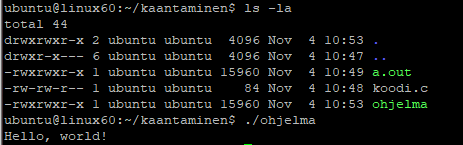 ubuntu@linux60:~/kaantaminen$ ls -la
total 44
drwxrwxr-x 2 ubuntu ubuntu  4096 Nov  4 10:53 .
drwxr-x--- 6 ubuntu ubuntu  4096 Nov  4 10:47 ..
-rwxrwxr-x 1 ubuntu ubuntu 15960 Nov  4 10:49 a.out
-rw-rw-r-- 1 ubuntu ubuntu    84 Nov  4 10:48 koodi.c
-rwxrwxr-x 1 ubuntu ubuntu 15960 Nov  4 10:53 ohjelma
ubuntu@linux60:~/kaantaminen$ ./ohjelma
Hello, world!